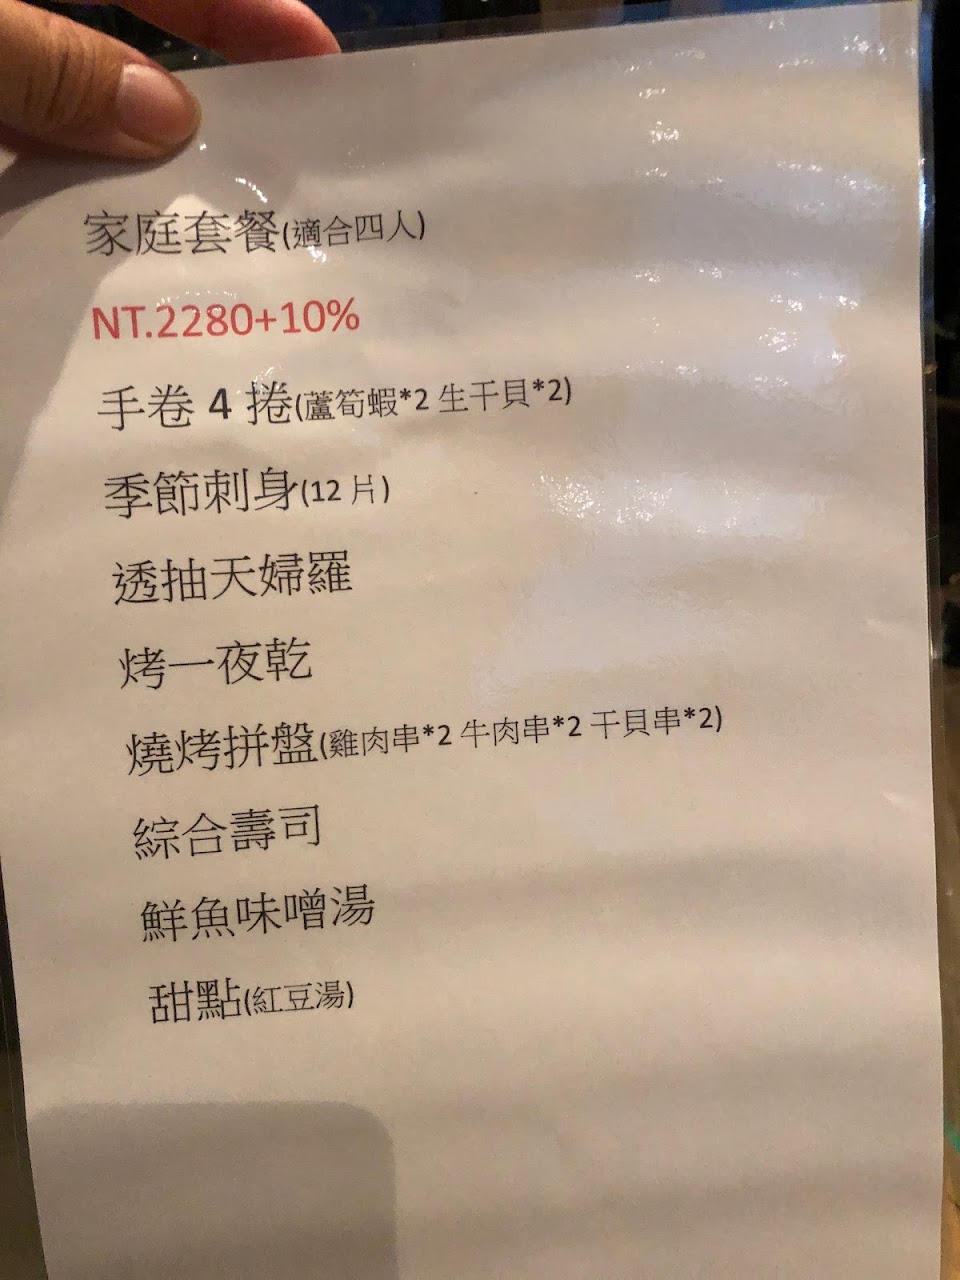 家庭套餐(適合四人)
NT.2280+10%
手卷 4 捲(蘆筍蝦*2 生干貝*2)
季節刺身(12 片)
透抽天婦羅
烤一夜乾
燒烤拼盤(雞肉串*2 牛肉串*2 干貝串*2)
綜合壽司
鮮魚味噌湯
甜點(紅豆湯)